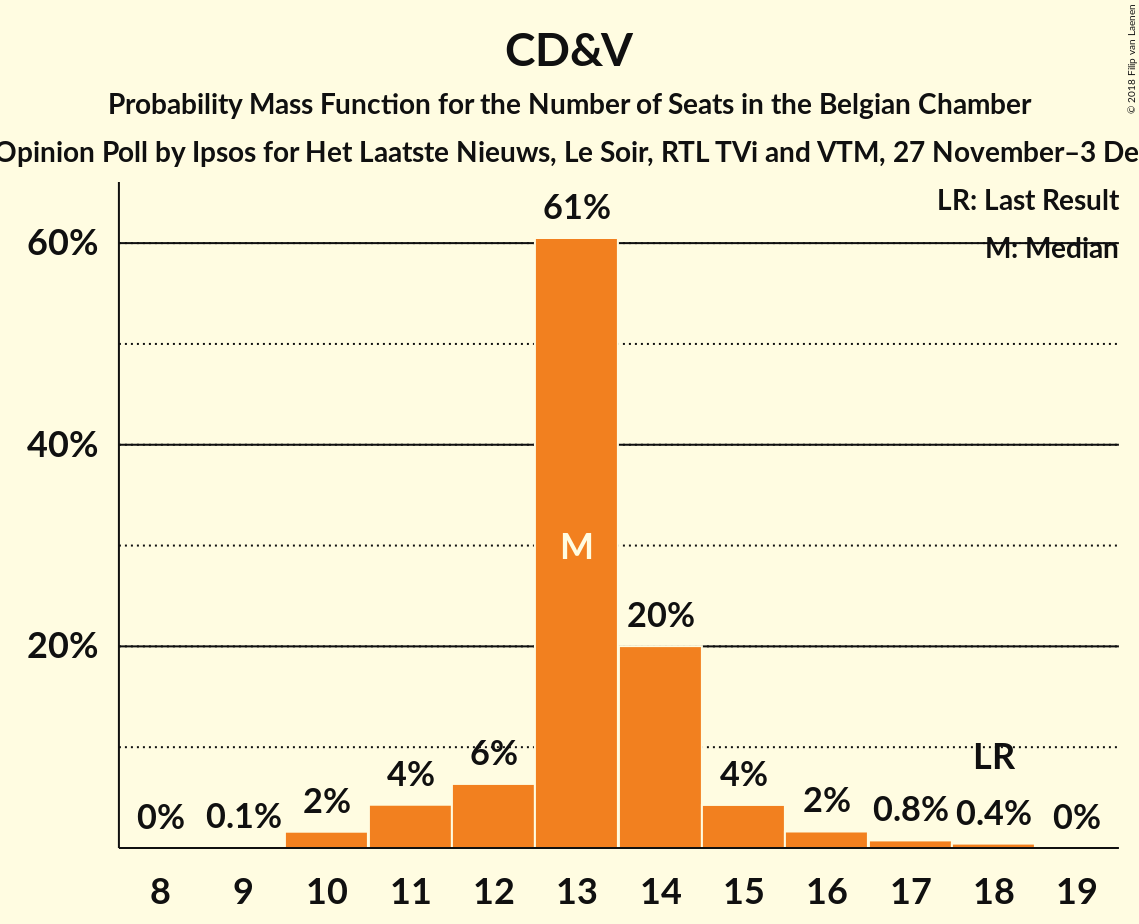 CD&V
Probability Mass Function for the Number of Seats in the Belgian Chamber
Opinion Poll by Ipsos for Het Laatste Nieuws, Le Soir, RTL TVi and VTM, 27 November–3 De
© 2018 Filip van Laenen
LR: Last Result
M: Median
60%
40%
20%
0%
0.1%
2%
4%
6%
61%
M
20%
4%
2%
0.8%
LR
0.4%
0%
8 9 10 11 12 13 14 15 16 17 18 19